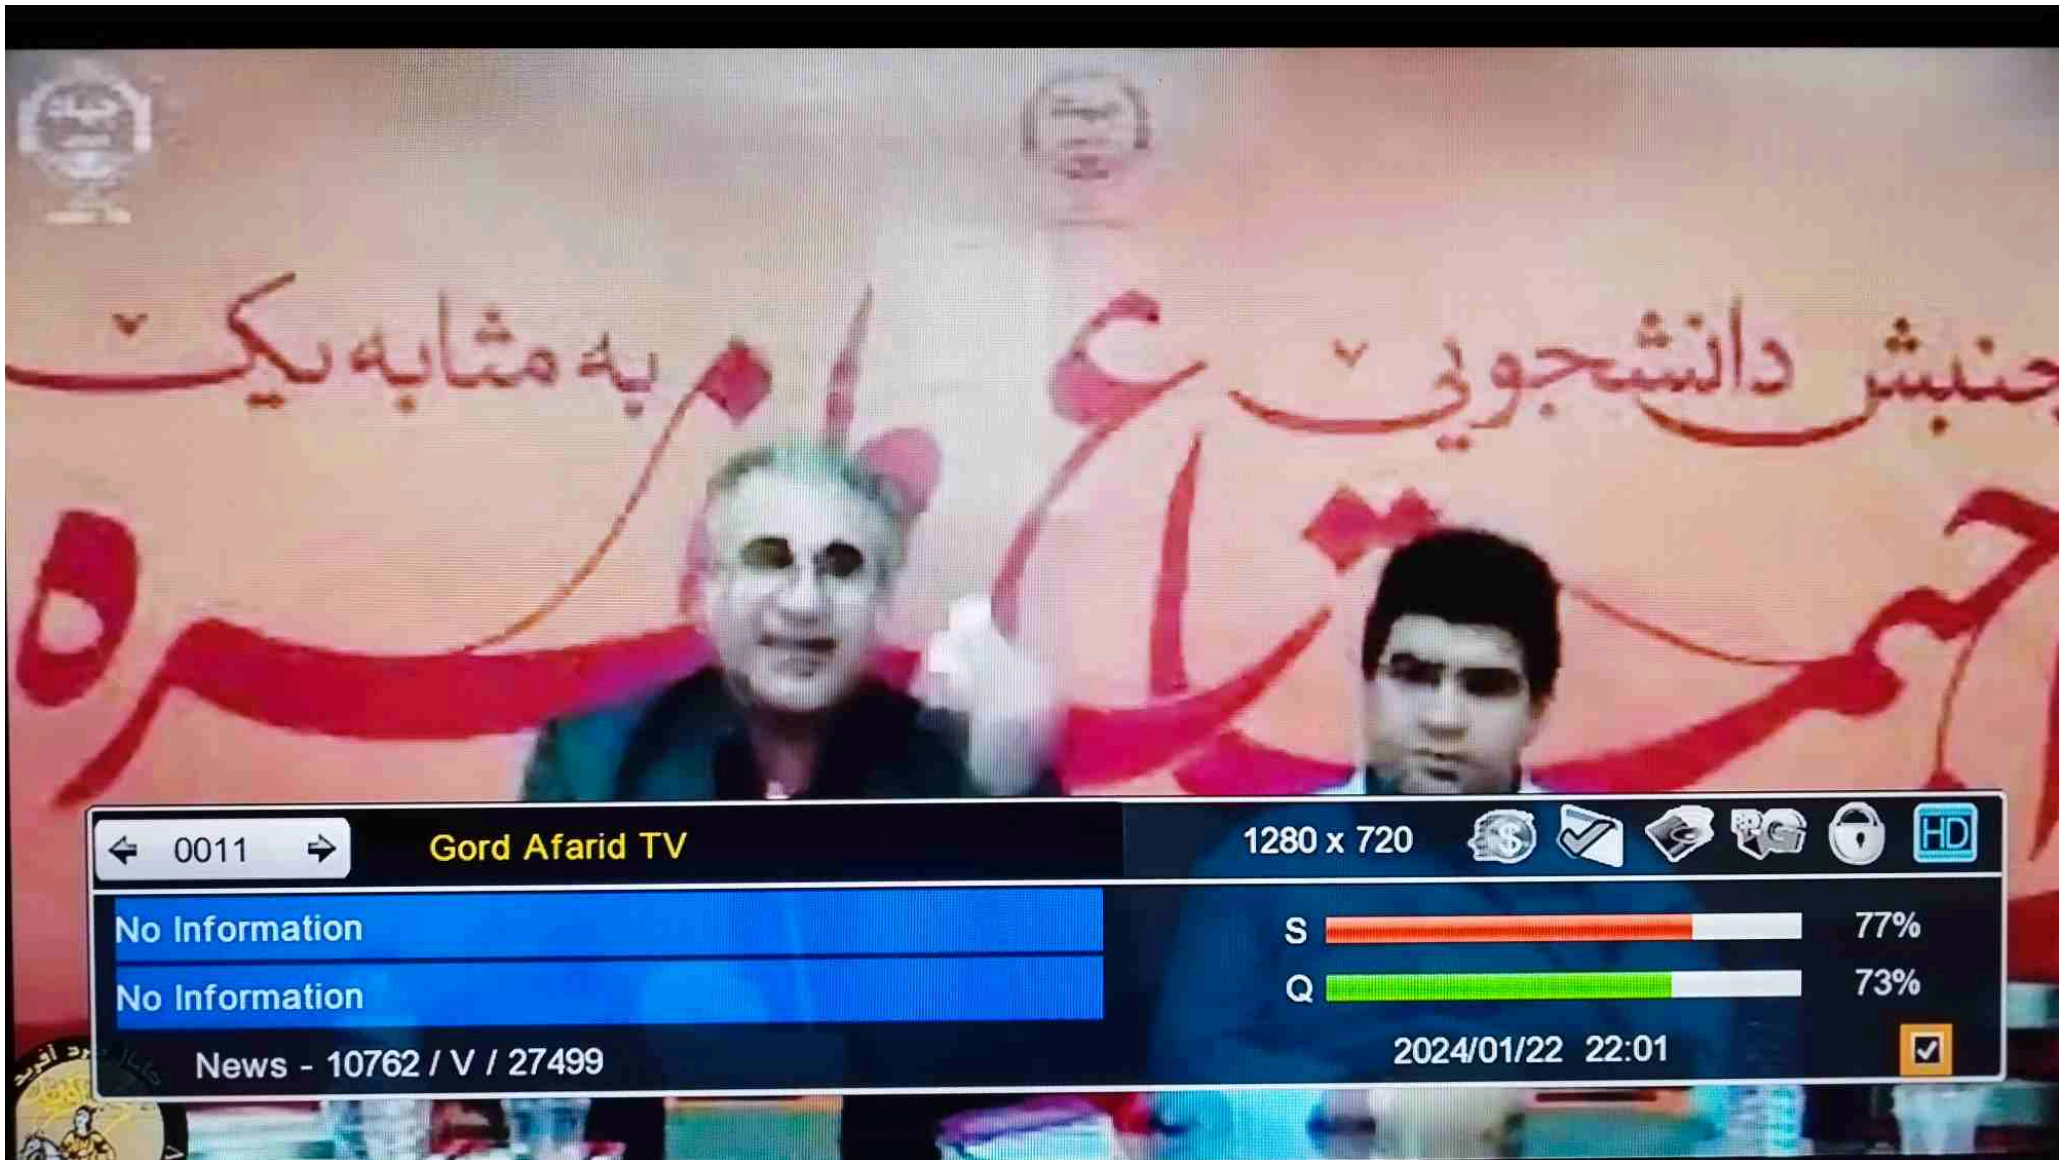 جنبش دانشجویی
به مثابه یک
0011
Gord Afarid TV
1280 x 720
HD
No Information
S
77%
No Information
Q
73%
News - 10762 / V / 27499
2024/01/22 22:01